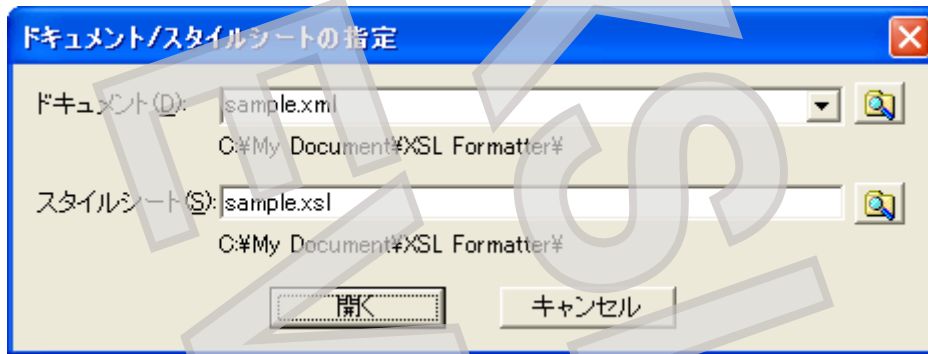 ドキュメント/スタイルシートの指定
ドキュメント(D): sample.xml
C:¥My Document¥XSL Formatter¥
スタイルシート(S): sample.xsl
C:¥My Document¥XSL Formatter¥
開く キャンセル